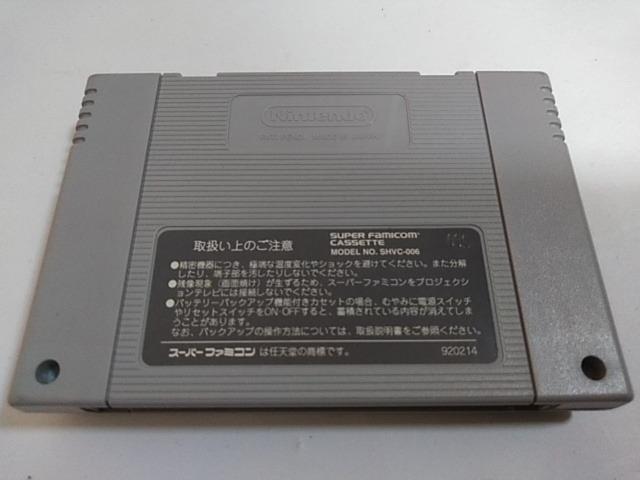 Nintendo
PAT. PEND. MADE IN JAPAN
取扱い上のご注意
SUPER FAMICOM
CASSETTE
MODEL NO. SHVC-006
●精密機器につき、極端な温度変化やショックを避けてください。また分解
したり、端子部を汚したりしないでください。
●残像現象（画面焼け）が生ずるため、スーパーファミコンをプロジェク
ションテレビには接続しないでください。
●バッテリーバックアップ機能付きカセットの場合、むやみに電源スイッチ
やリセットスイッチをON OFFすると、蓄積されている内容が消えてしま
うことがあります。
なお、バックアップの操作方法については、取扱説明書をご参照ください。
スーパーファミコンは任天堂の商標です。
920214